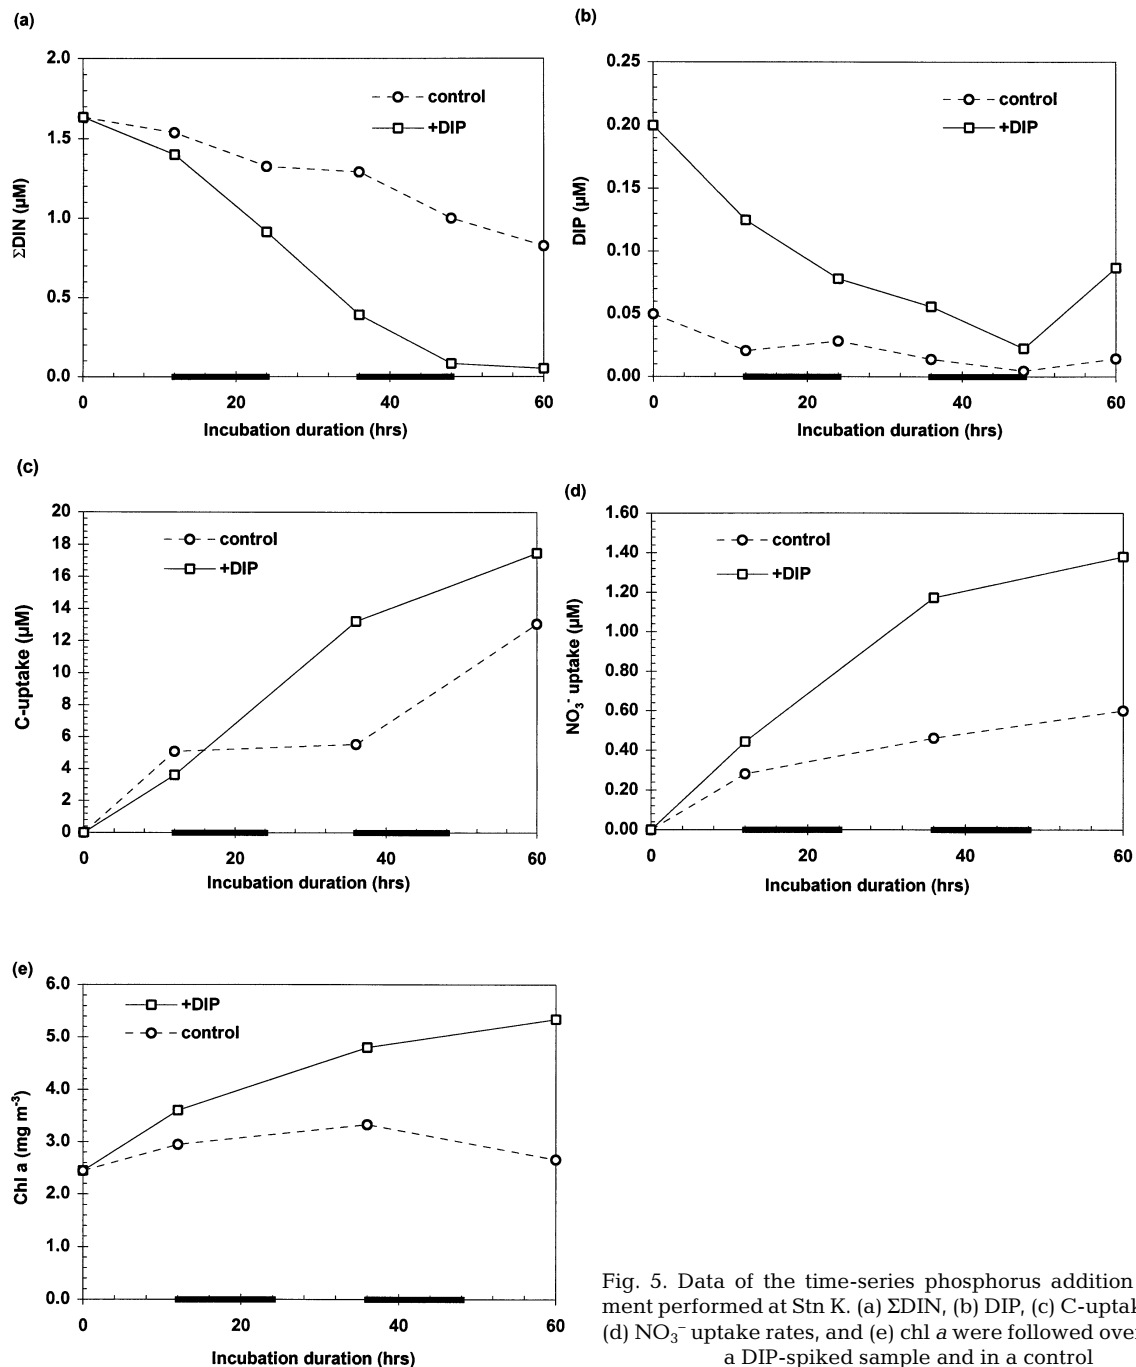 (a)
2.0
1.5
1.0
0.5
0.0
ΣDIN (µM)
control
+DIP
0 20 40 60
Incubation duration (hrs)
(b)
0.25
0.20
0.15
0.10
0.05
0.00
DIP (µM)
control
+DIP
0 20 40 60
Incubation duration (hrs)
(c)
20
18
16
14
12
10
8
6
4
2
0
C-uptake (µM)
control
+DIP
0 20 40 60
Incubation duration (hrs)
(d)
1.60
1.40
1.20
1.00
0.80
0.60
0.40
0.20
0.00
NO₃⁻ uptake (µM)
control
+DIP
0 20 40 60
Incubation duration (hrs)
(e)
6.0
5.0
4.0
3.0
2.0
1.0
0.0
Chl a (mg m⁻³)
+DIP
control
0 20 40 60
Incubation duration (hrs)
Fig. 5. Data of the time-series phosphorus addition
ment performed at Stn K. (a) ΣDIN, (b) DIP, (c) C-uptak
(d) NO₃⁻ uptake rates, and (e) chl a were followed over
a DIP-spiked sample and in a control